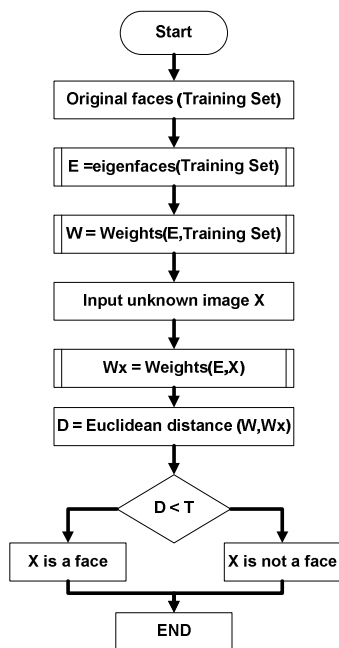 Start
Original faces (Training Set)
E =eigenfaces(Training Set)
W = Weights(E,Training Set)
Input unknown image X
Wx = Weights(E,X)
D = Euclidean distance (W,Wx)
D < T
X is a face
X is not a face
END